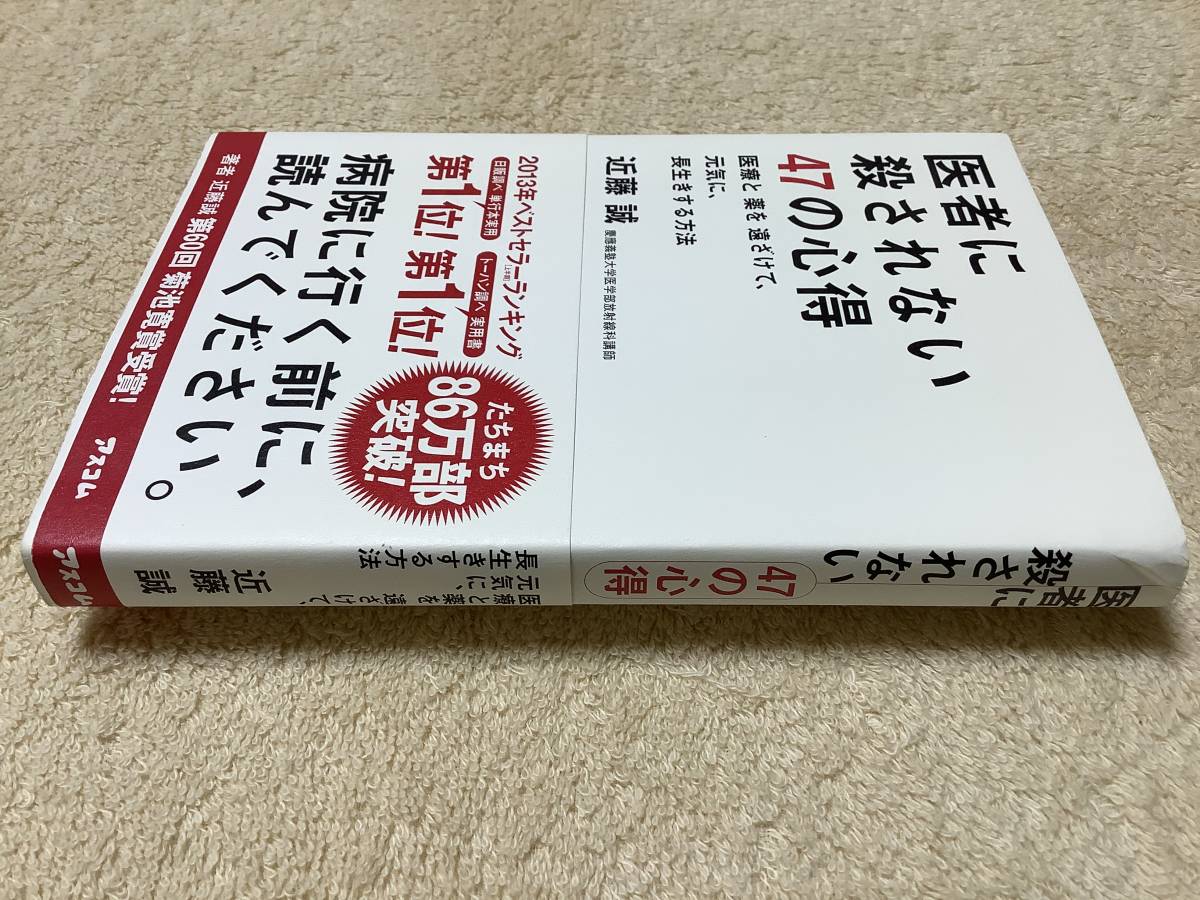 医者に
殺されない
47の心得
医療と薬を遠ざけて、
元気に、
長生きする方法
近藤 誠 慶應義塾大学医学部放射線科講師
2013年ベストセラーランキング[上半期]
日販調べ 単行本実用
第1位!
トーハン調べ 実用書
第1位!
たちまち
86万部
突破!
病院に行く前に、
読んでください。
著者 近藤 誠 第60回 菊池寛賞受賞!
アスコム
医者に
殺されない
47の心得
医療と薬を遠ざけて、
元気に、
長生きする方法
近藤 誠
アスコム